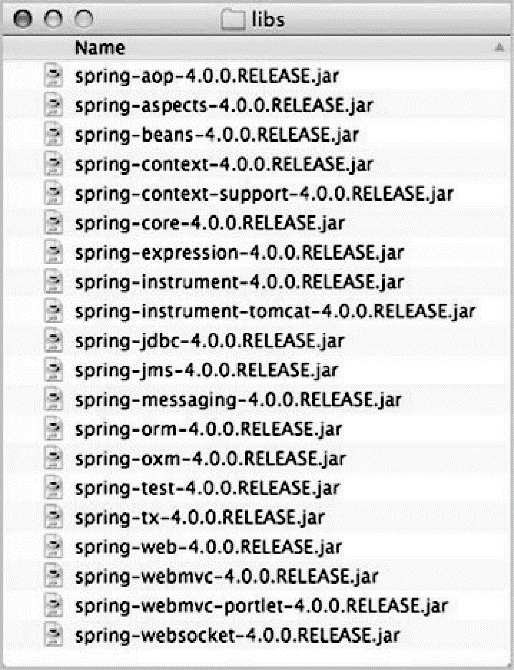 libs
Name
spring-aop-4.0.0.RELEASE.jar
spring-aspects-4.0.0.RELEASE.jar
spring-beans-4.0.0.RELEASE.jar
spring-context-4.0.0.RELEASE.jar
spring-context-support-4.0.0.RELEASE.jar
spring-core-4.0.0.RELEASE.jar
spring-expression-4.0.0.RELEASE.jar
spring-instrument-4.0.0.RELEASE.jar
spring-instrument-tomcat-4.0.0.RELEASE.jar
spring-jdbc-4.0.0.RELEASE.jar
spring-jms-4.0.0.RELEASE.jar
spring-messaging-4.0.0.RELEASE.jar
spring-orm-4.0.0.RELEASE.jar
spring-oxm-4.0.0.RELEASE.jar
spring-test-4.0.0.RELEASE.jar
spring-tx-4.0.0.RELEASE.jar
spring-web-4.0.0.RELEASE.jar
spring-webmvc-4.0.0.RELEASE.jar
spring-webmvc-portlet-4.0.0.RELEASE.jar
spring-websocket-4.0.0.RELEASE.jar